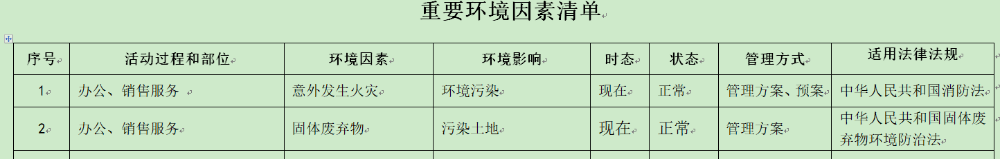 重要环境因素清单
序号 活动过程和部位 环境因素 环境影响 时态 状态 管理方式 适用法律法规
1 办公、销售服务 意外发生火灾 环境污染 现在 正常 管理方案、预案 中华人民共和国消防法
2 办公、销售服务 固体废弃物 污染土地 现在 正常 管理方案 中华人民共和国固体废
弃物环境防治法